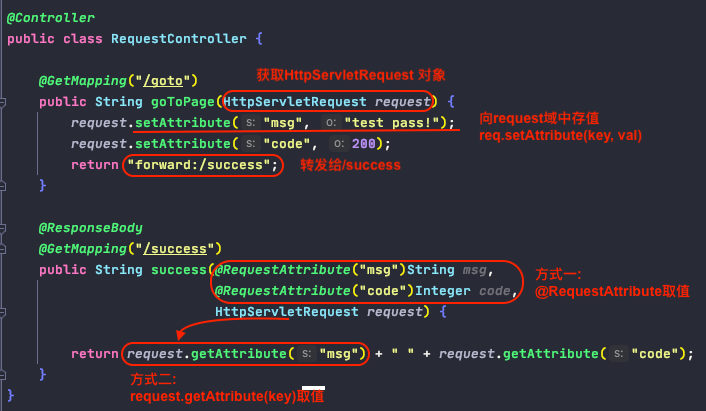 @Controller
public class RequestController {
@GetMapping("/goto")
获取HttpServletRequest 对象
public String goToPage(HttpServletRequest request) {
request.setAttribute( s: "msg", o: "test pass!");
向request域中存值
req.setAttribute(key, val)
request.setAttribute( s: "code", o: 200);
return "forward:/success";
转发给/success
}
@ResponseBody
@GetMapping("/success")
public String success(@RequestAttribute("msg")String msg,
方式一:
@RequestAttribute取值
@RequestAttribute("code")Integer code,
HttpServletRequest request) {
return request.getAttribute( s: "msg") + " " + request.getAttribute( s: "code");
}
方式二:
request.getAttribute(key)取值
}